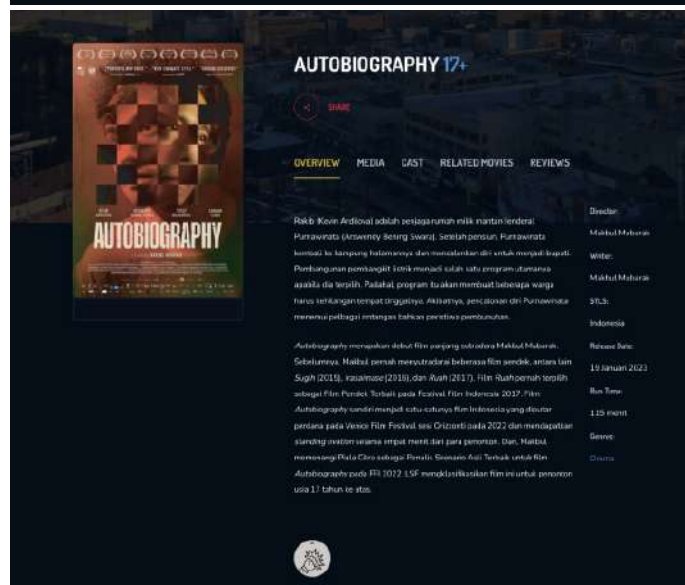 AUTOBIOGRAPHY 17+
SHARE
OVERVIEW MEDIA CAST RELATED MOVIES REVIEWS
AUTOBIOGRAPHY
Rakib (Kevin Ardilova) adalah penjaga rumah milik mantan Jenderal
Purnawinata (Arswendy Bening Swara). Setelah pensiun, Purnawinata
kembali ke kampung halamannya dan mencalonkan diri untuk menjadi bupati.
Pembangunan pembangkit listrik menjadi salah satu program utamanya
apabila dia terpilih. Padahal, program itu akan membuat beberapa warga
harus kehilangan tempat tinggalnya. Akibatnya, pencalonan diri Purnawinata
menemui pelbagai rintangan bahkan peristiwa pembunuhan.
Autobiography merupakan debut film panjang sutradara Makbul Mubarak.
Sebelumnya, Makbul pernah menyutradarai beberapa film pendek, antara lain
Sugih (2015), Irasaimase (2016), dan Ruah (2017). Film Ruah pernah terpilih
sebagai Film Pendek Terbaik pada Festival Film Indonesia 2017. Film
Autobiography sendiri menjadi satu-satunya film Indonesia yang diputar
perdana pada Venice Film Festival sesi Orizzonti pada 2022 dan mendapatkan
standing ovation selama empat menit dari para penonton. Dan, Makbul
memenangi Piala Citra sebagai Penulis Skenario Asli Terbaik untuk film
Autobiography pada FFI 2022. LSF mengklasifikasikan film ini untuk penonton
usia 17 tahun ke atas.
Director:
Makbul Mubarak
Writer:
Makbul Mubarak
STLS:
Indonesia
Release Date:
19 Januari 2023
Run Time:
115 menit
Genres:
Drama